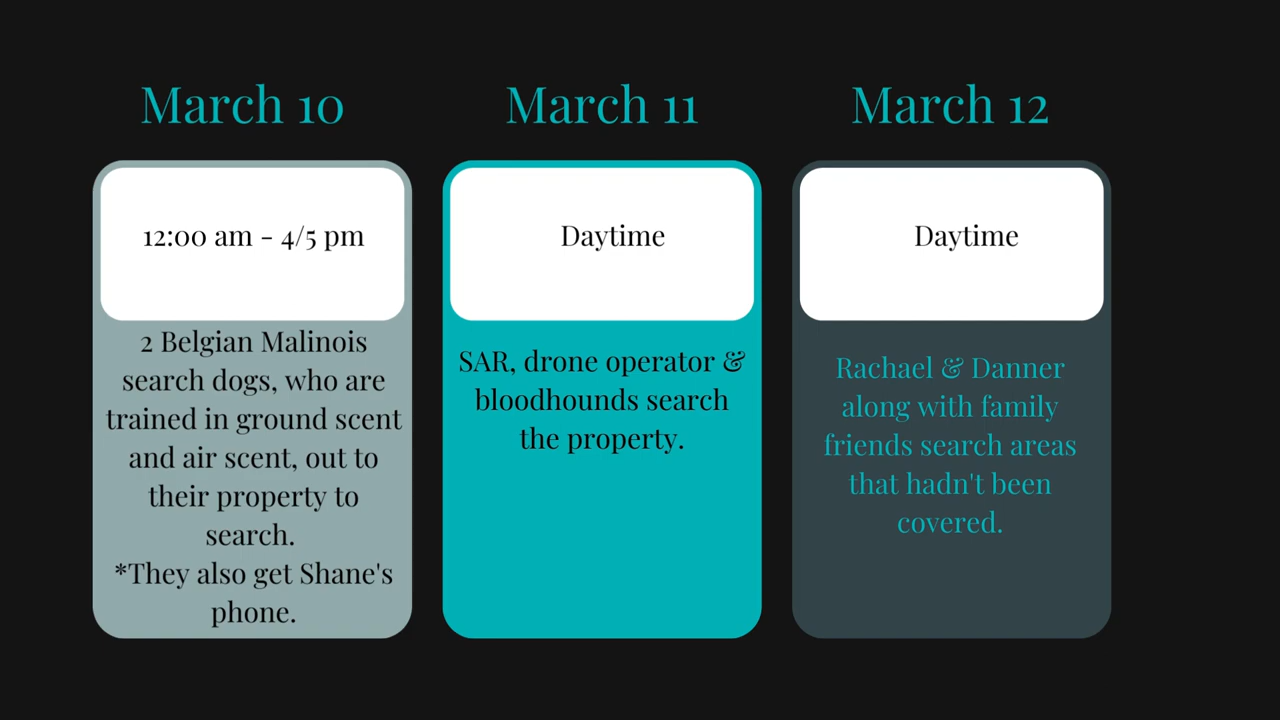 March 10
12:00 am - 4/5 pm
2 Belgian Malinois
search dogs, who are
trained in ground scent
and air scent, out to
their property to
search.
*They also get Shane's
phone.
March 11
Daytime
SAR, drone operator &
bloodhounds search
the property.
March 12
Daytime
Rachael & Danner
along with family
friends search areas
that hadn't been
covered.